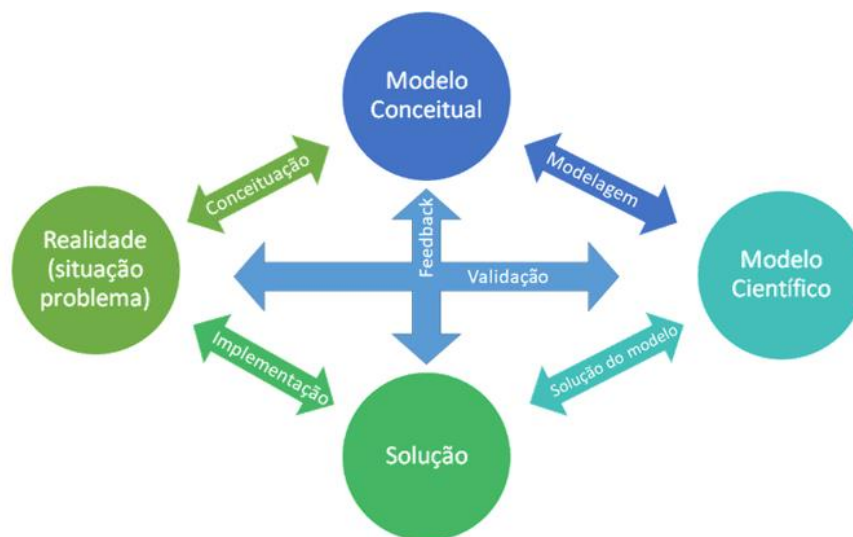 Modelo
Conceitual
Conceituação
Modelagem
Realidade
(situação
problema)
Feedback
Validação
Modelo
Científico
Implementação
Solução do modelo
Solução